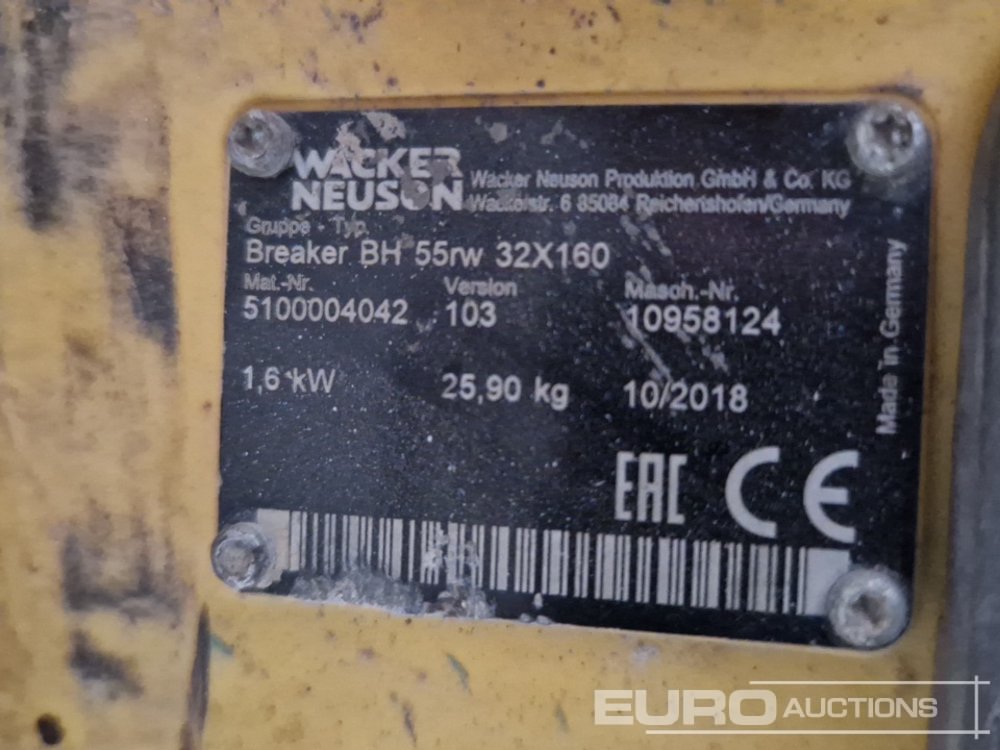 WACKER
NEUSON
Wacker Neuson Produktion GmbH & Co. KG
Wackerstr. 6 85084 Reichertshofen/Germany
Gruppe - Typ
Breaker BH 55rw 32X160
Mat.-Nr. Version Masch.-Nr.
5100004042 103 10958124
1,6 kW 25,90 kg 10/2018
Made in Germany
EAC CE
EURO AUCTIONS